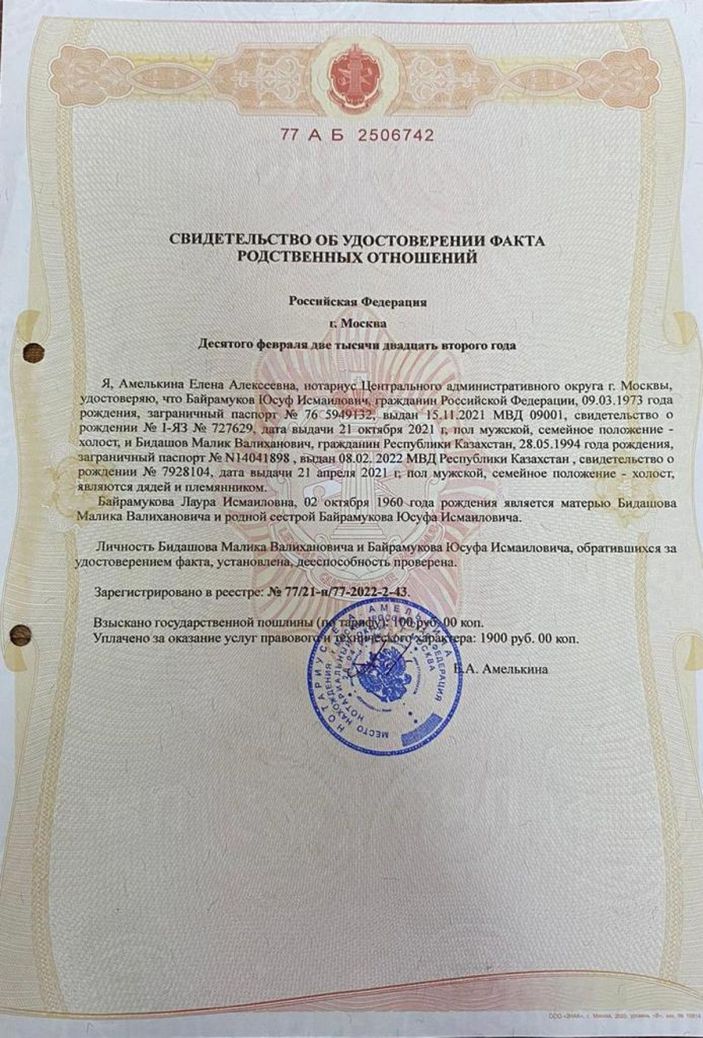 77 А Б 2506742
СВИДЕТЕЛЬСТВО ОБ УДОСТОВЕРЕНИИ ФАКТА
РОДСТВЕННЫХ ОТНОШЕНИЙ
Российская Федерация
г. Москва
Десятого февраля две тысячи двадцать второго года
Я, Амелькина Елена Алексеевна, нотариус Центрального административного округа г. Москвы,
удостоверяю, что Байрамуков Юсуф Исмаилович, гражданин Российской Федерации, 09.03.1973 года
рождения, заграничный паспорт № 76 5949132, выдан 15.11.2021 МВД 09001, свидетельство о
рождении № I-ЯЗ № 727629, дата выдачи 21 октября 2021 г, пол мужской, семейное положение -
холост, и Бидашов Малик Валиханович, гражданин Республики Казахстан, 28.05.1994 года рождения,
заграничный паспорт № N14041898 , выдан 08.02. 2022 МВД Республики Казахстан , свидетельство о
рождении № 7928104, дата выдачи 21 апреля 2021 г, пол мужской, семейное положение - холост,
являются дядей и племянником.
Байрамукова Лаура Исмаиловна, 02 октября 1960 года рождения является матерью Бидашова
Малика Валихановича и родной сестрой Байрамукова Юсуфа Исмаиловича.
Личность Бидашова Малика Валихановича и Байрамукова Юсуфа Исмаиловича, обратившихся за
удостоверением факта, установлена, дееспособность проверена.
Зарегистрировано в реестре: № 77/21-н/77-2022-2-43.
Взыскано государственной пошлины (по тарифу): 100 руб. 00 коп.
Уплачено за оказание услуг правового и технического характера: 1900 руб. 00 коп.
Е.А. Амелькина